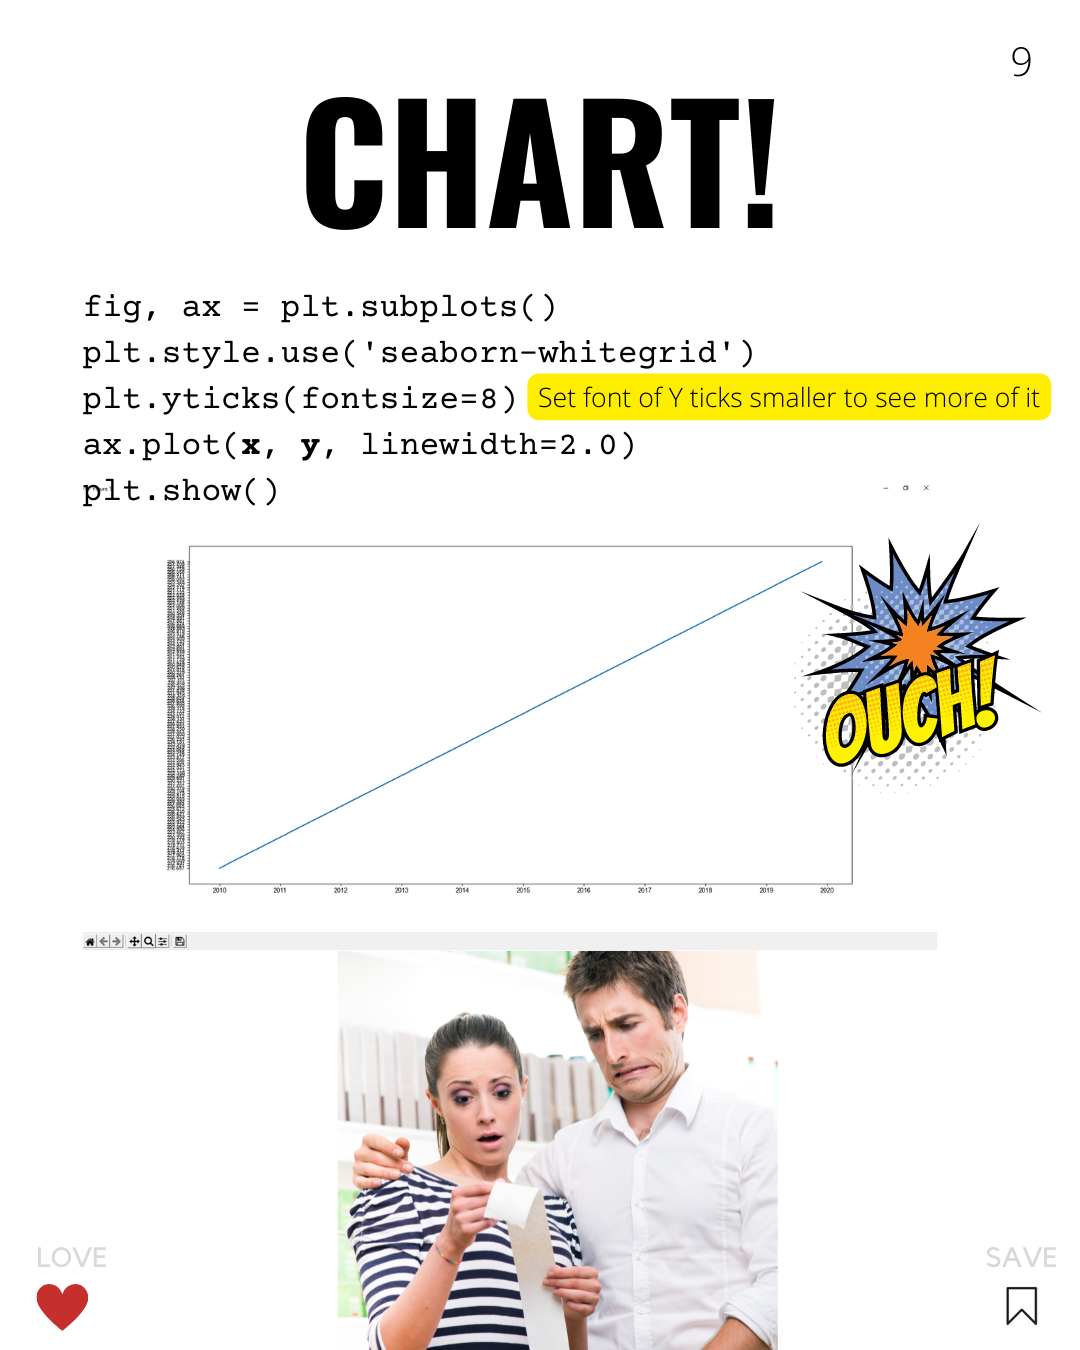 9
CHART!
fig, ax = plt.subplots()
plt.style.use('seaborn-whitegrid')
plt.yticks(fontsize=8) Set font of Y ticks smaller to see more of it
ax.plot(x, y, linewidth=2.0)
plt.show()
OUCH!
2010 2011 2012 2013 2014 2015 2016 2017 2018 2019 2020
LOVE
SAVE